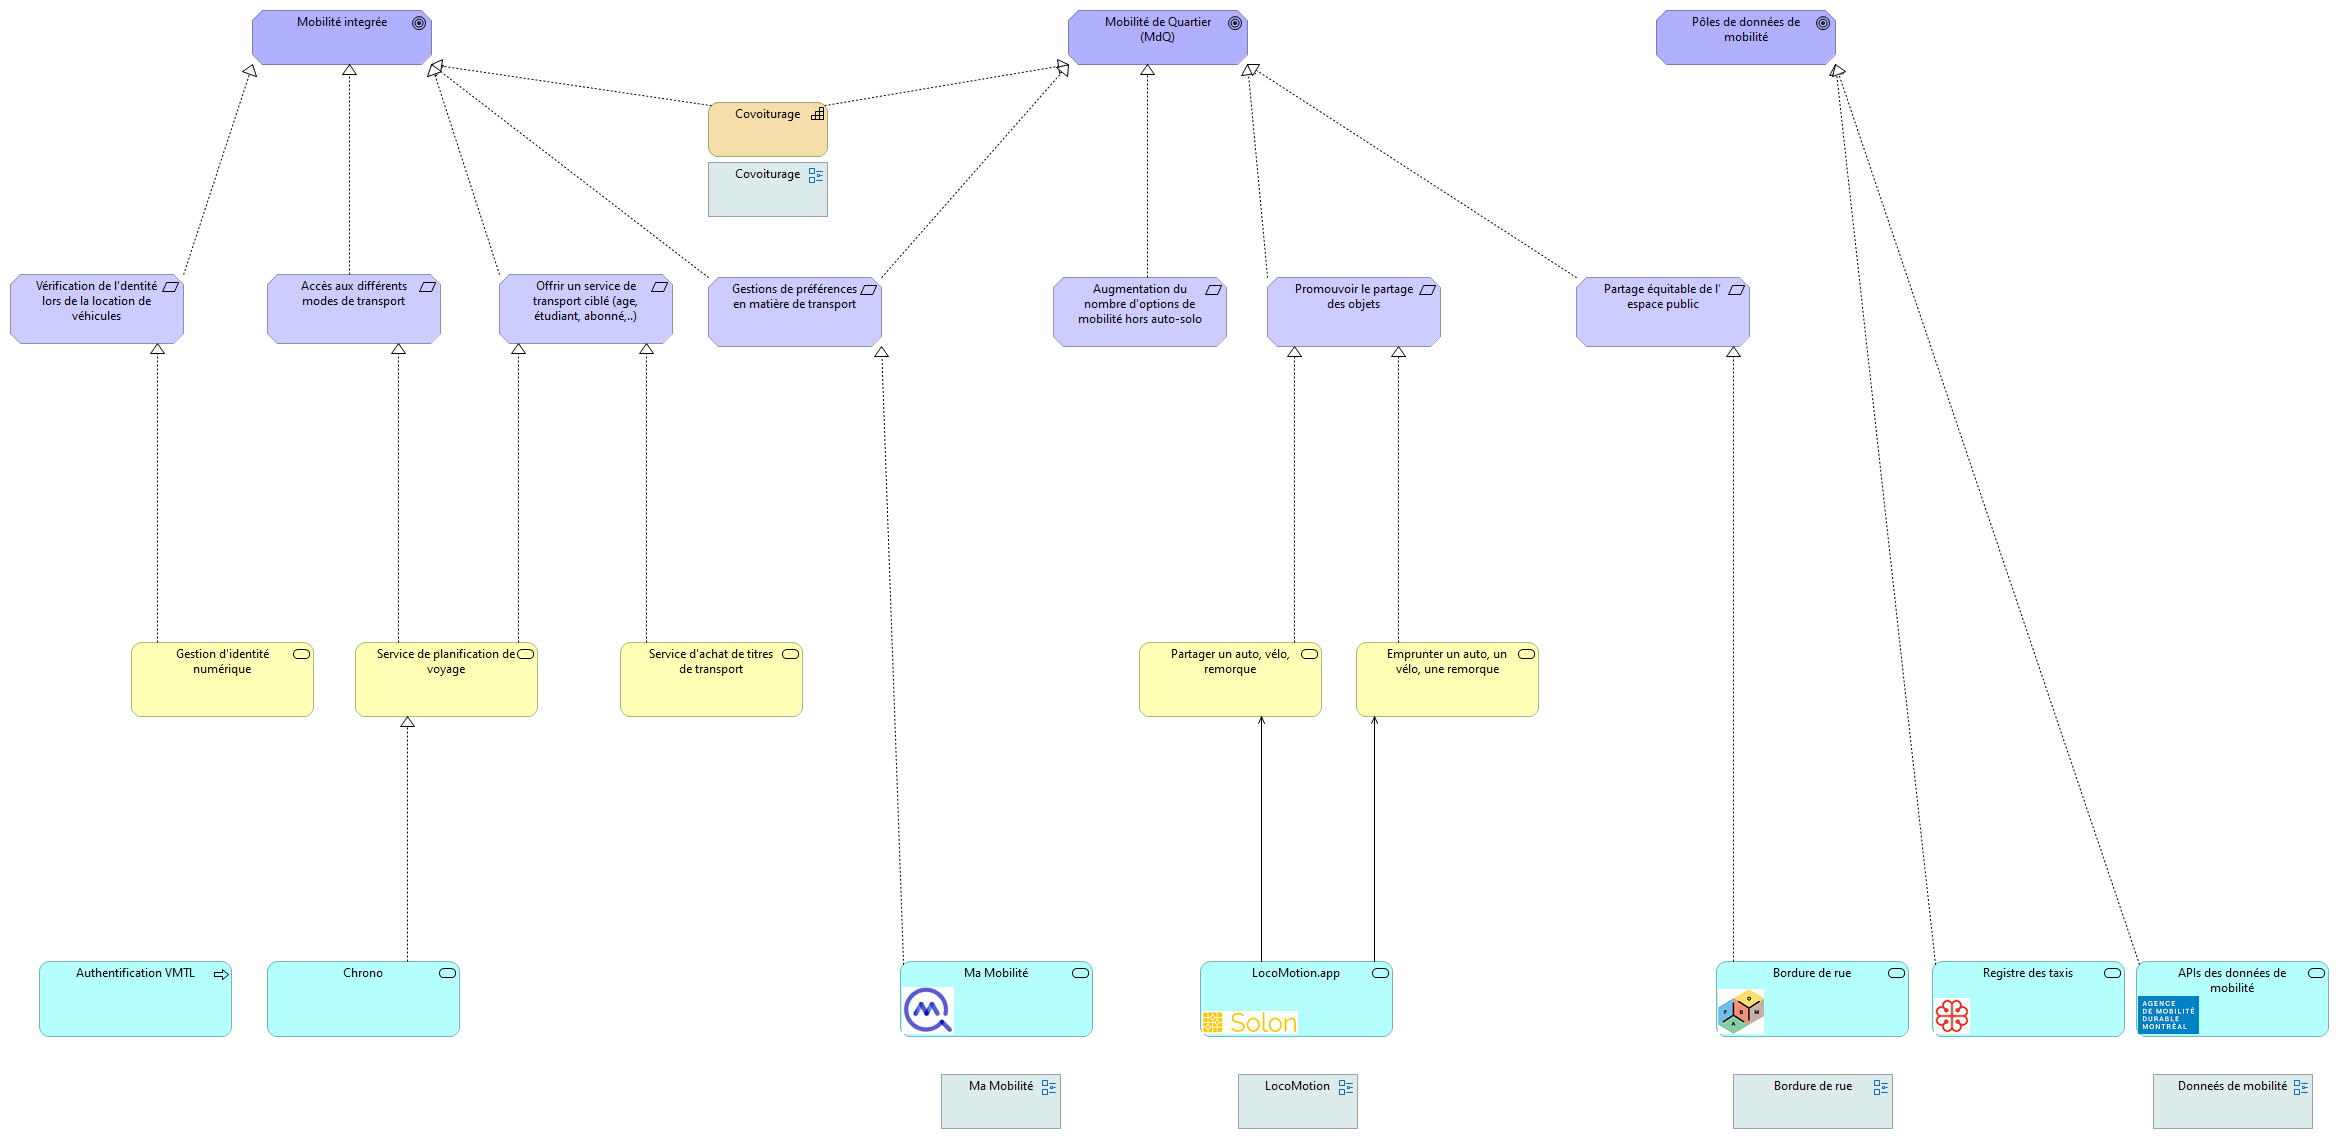 Mobilité integrée
Mobilité de Quartier
(MdQ)
Pôles de données de
mobilité
Covoiturage
Covoiturage
Vérification de l'dentité
lors de la location de
véhicules
Accès aux différents
modes de transport
Offrir un service de
transport ciblé (age,
étudiant, abonné,..)
Gestions de préférences
en matière de transport
Augmentation du
nombre d'options de
mobilité hors auto-solo
Promouvoir le partage
des objets
Partage équitable de l'
espace public
Gestion d'identité
numérique
Service de planification de
voyage
Service d'achat de titres
de transport
Partager un auto, vélo,
remorque
Emprunter un auto, un
vélo, une remorque
Authentification VMTL
Chrono
Ma Mobilité
LocoMotion.app
Solon
Bordure de rue
F B M
O
A
Registre des taxis
APIs des données de
mobilité
AGENCE
DE MOBILITÉ
DURABLE
MONTRÉAL
Ma Mobilité
LocoMotion
Bordure de rue
Donneés de mobilité